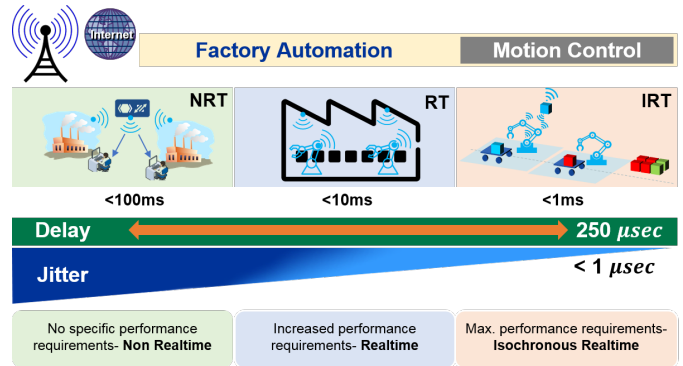 Internet
Factory Automation
Motion Control
NRT
RT
IRT
<100ms
<10ms
<1ms
Delay
250 μsec
Jitter
< 1 μsec
No specific performance
requirements- Non Realtime
Increased performance
requirements- Realtime
Max. performance requirements-
Isochronous Realtime